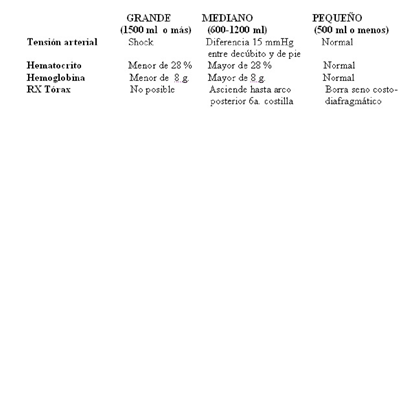 GRANDE MEDIANO PEQUEÑO
(1500 ml o más) (600-1200 ml) (500 ml o menos)
Tensión arterial Shock Diferencia 15 mmHg Normal
entre decúbito y de pie
Hematocrito Menor de 28 % Mayor de 28 % Normal
Hemoglobina Menor de 8 g. Mayor de 8 g. Normal
RX Tórax No posible Asciende hasta arco Borra seno costo-
posterior 6a. costilla diafragmático